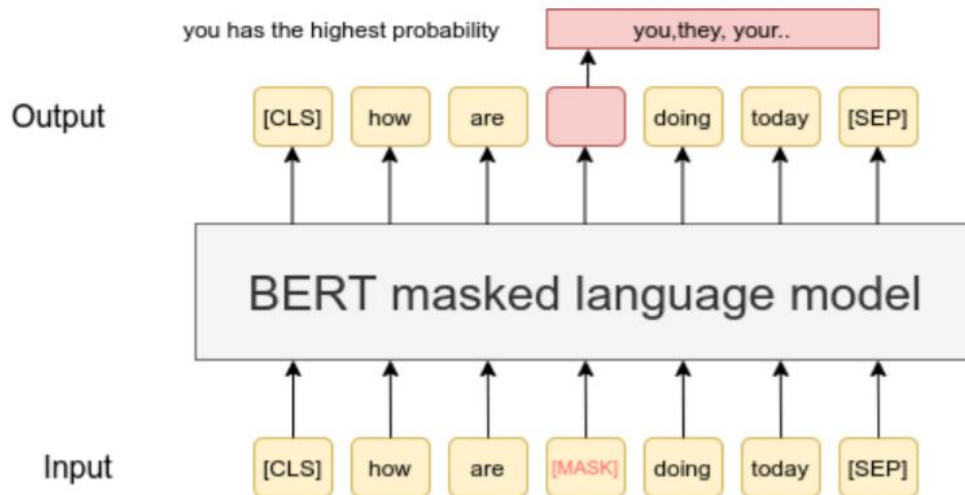 you has the highest probability
you,they, your..
Output
[CLS] how are doing today [SEP]
BERT masked language model
Input
[CLS] how are [MASK] doing today [SEP]